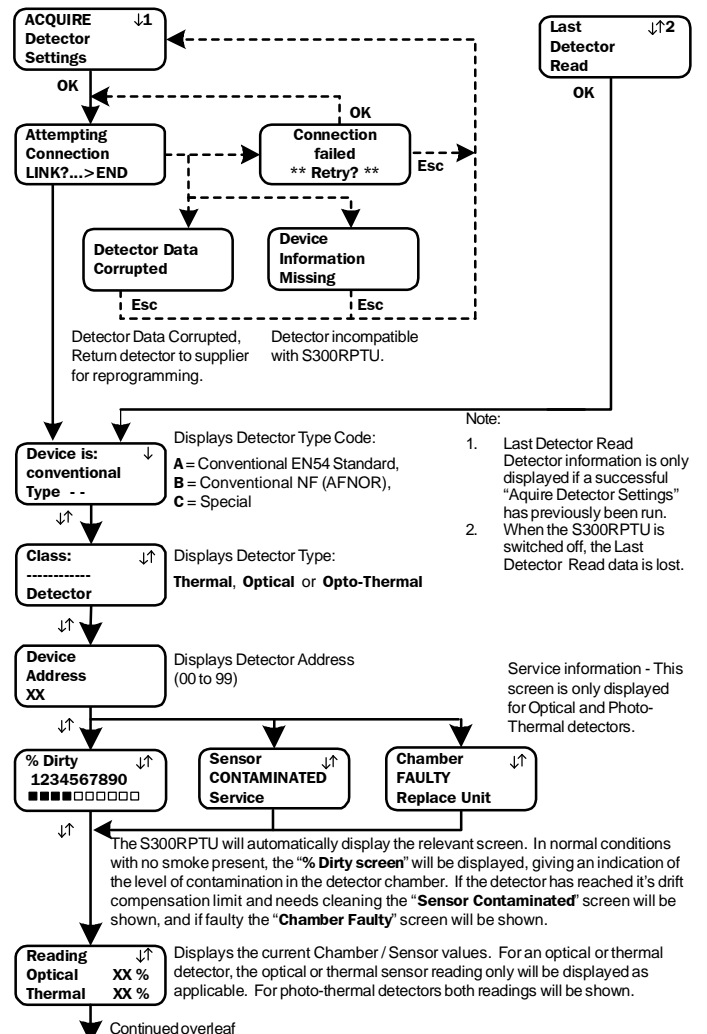 ACQUIRE ↓1
Detector
Settings
Last ↓↑2
Detector
Read
OK
OK
OK
Attempting
Connection
LINK?...>END
Connection
failed
** Retry? **
Esc
Detector Data
Corrupted
Device
Information
Missing
Esc
Esc
Detector Data Corrupted,
Return detector to supplier
for reprogramming.
Detector incompatible
with S300RPTU.
Note:
1. Last Detector Read
Detector information is only
displayed if a successful
“Aquire Detector Settings”
has previously been run.
2. When the S300RPTU is
switched off, the Last
Detector Read data is lost.
Device is: ↓
conventional
Type - -
Displays Detector Type Code:
A = Conventional EN54 Standard,
B = Conventional NF (AFNOR),
C = Special
↓↑
Class: ↓↑
------------
Detector
Displays Detector Type:
Thermal, Optical or Opto-Thermal
↓↑
Device
Address
XX
Displays Detector Address
(00 to 99)
Service information - This
screen is only displayed
for Optical and Photo-
Thermal detectors.
↓↑
% Dirty ↓↑
1234567890
■■■■□□□□□□
Sensor ↓↑
CONTAMINATED
Service
Chamber ↓↑
FAULTY
Replace Unit
↓↑
The S300RPTU will automatically display the relevant screen. In normal conditions
with no smoke present, the “% Dirty screen” will be displayed, giving an indication of
the level of contamination in the detector chamber. If the detector has reached it’s drift
compensation limit and needs cleaning the “Sensor Contaminated” screen will be
shown, and if faulty the “Chamber Faulty” screen will be shown.
Reading ↓↑
Optical XX %
Thermal XX %
Displays the current Chamber / Sensor values. For an optical or thermal
detector, the optical or thermal sensor reading only will be displayed as
applicable. For photo-thermal detectors both readings will be shown.
Continued overleaf